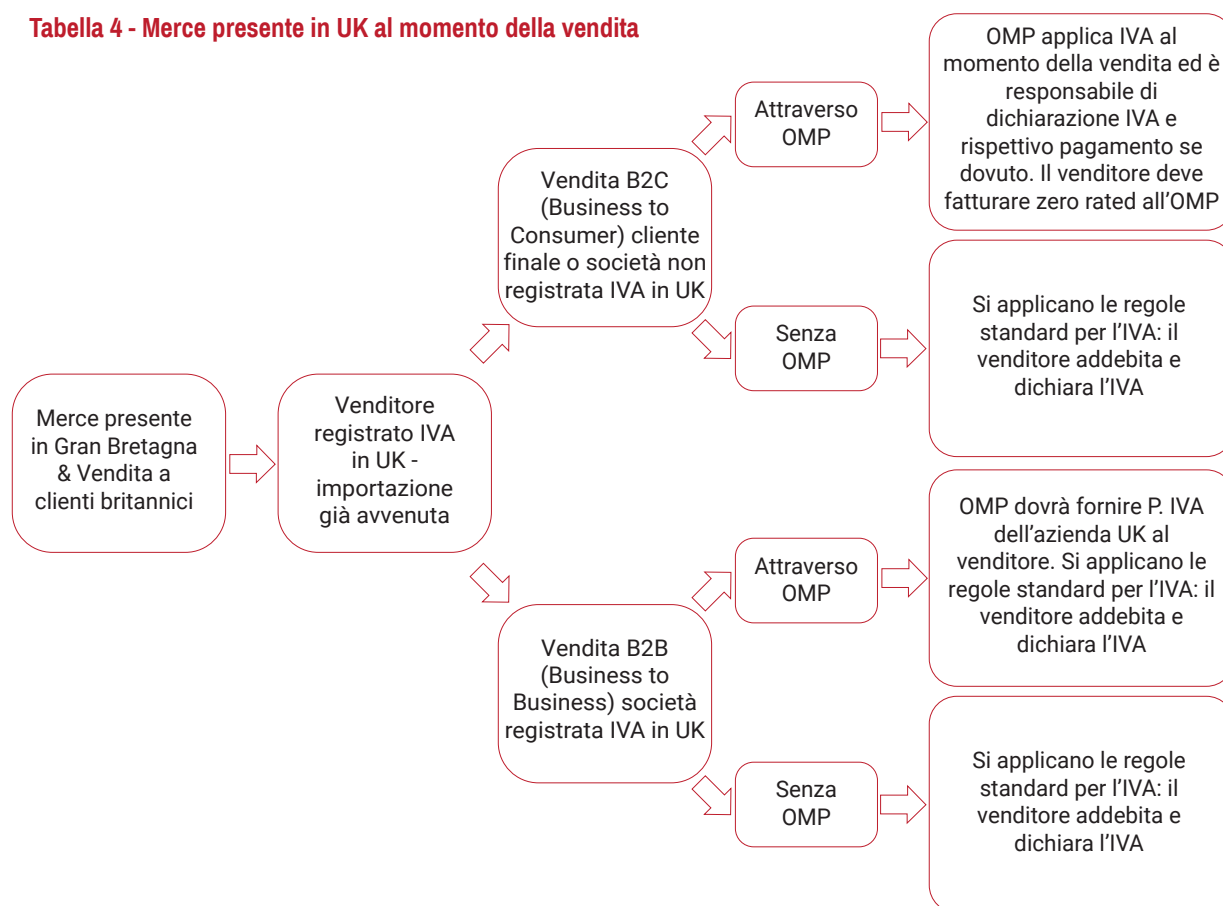 Tabella 4 - Merce presente in UK al momento della vendita
Merce presente
in Gran Bretagna
& Vendita a
clienti britannici
Venditore
registrato IVA
in UK -
importazione
già avvenuta
Vendita B2C
(Business to
Consumer) cliente
finale o società non
registrata IVA in UK
Attraverso
OMP
OMP applica IVA al
momento della vendita ed è
responsabile di
dichiarazione IVA e
rispettivo pagamento se
dovuto. Il venditore deve
fatturare zero rated all’OMP
Senza
OMP
Si applicano le regole
standard per l’IVA: il
venditore addebita e
dichiara l’IVA
Vendita B2B
(Business to
Business) società
registrata IVA in UK
Attraverso
OMP
OMP dovrà fornire P. IVA
dell’azienda UK al
venditore. Si applicano le
regole standard per l’IVA: il
venditore addebita e
dichiara l’IVA
Senza
OMP
Si applicano le regole
standard per l’IVA: il
venditore addebita e
dichiara l’IVA